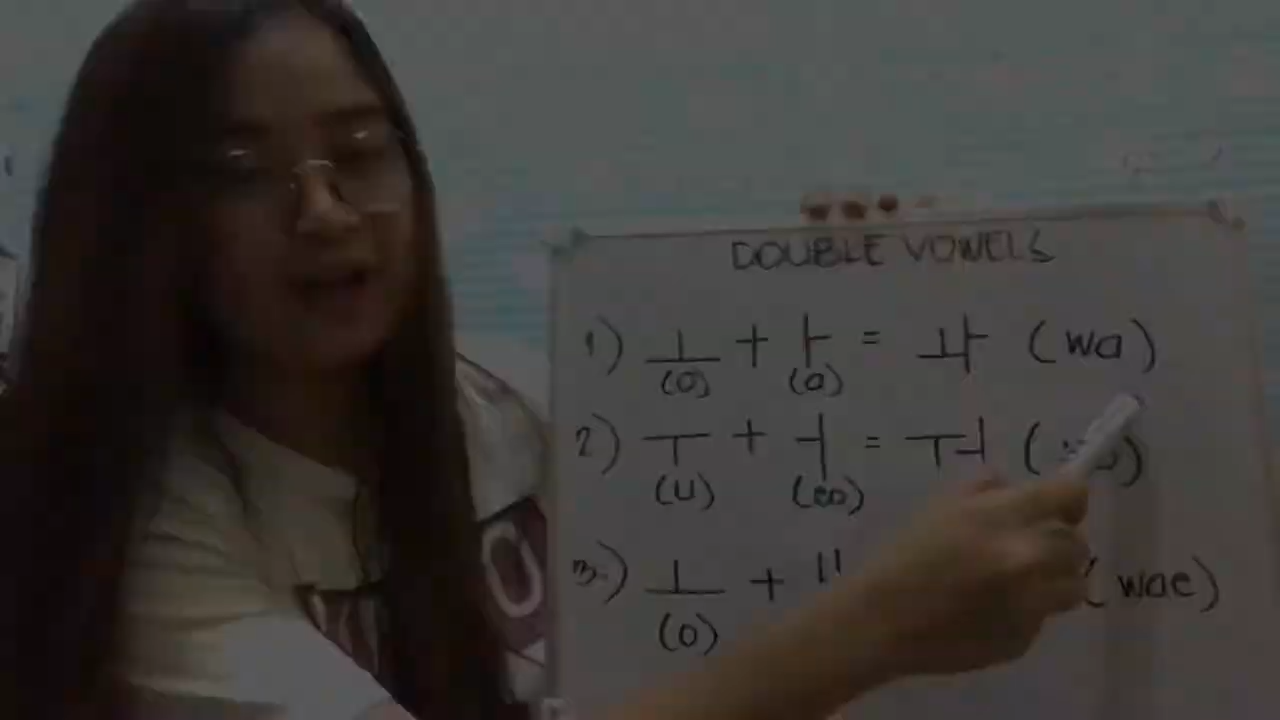 DOUBLE VOWELS
1) ㅗ + ㅏ = ㅘ (wa)
(o) (a)
2) ㅜ + ㅓ = ㅝ
(u) (eo)
3.) ㅗ + (wae)
(o)